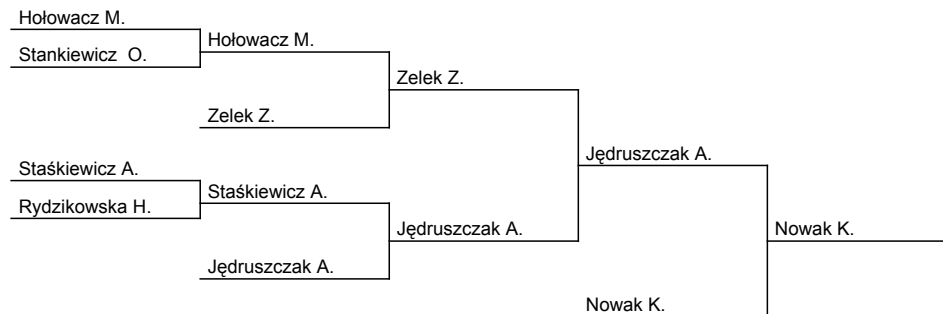 Hołowacz M.
Stankiewicz O.
Hołowacz M.
Zelek Z.
Zelek Z.
Staśkiewicz A.
Rydzikowska H.
Staśkiewicz A.
Jędruszczak A.
Jędruszczak A.
Jędruszczak A.
Nowak K.
Nowak K.